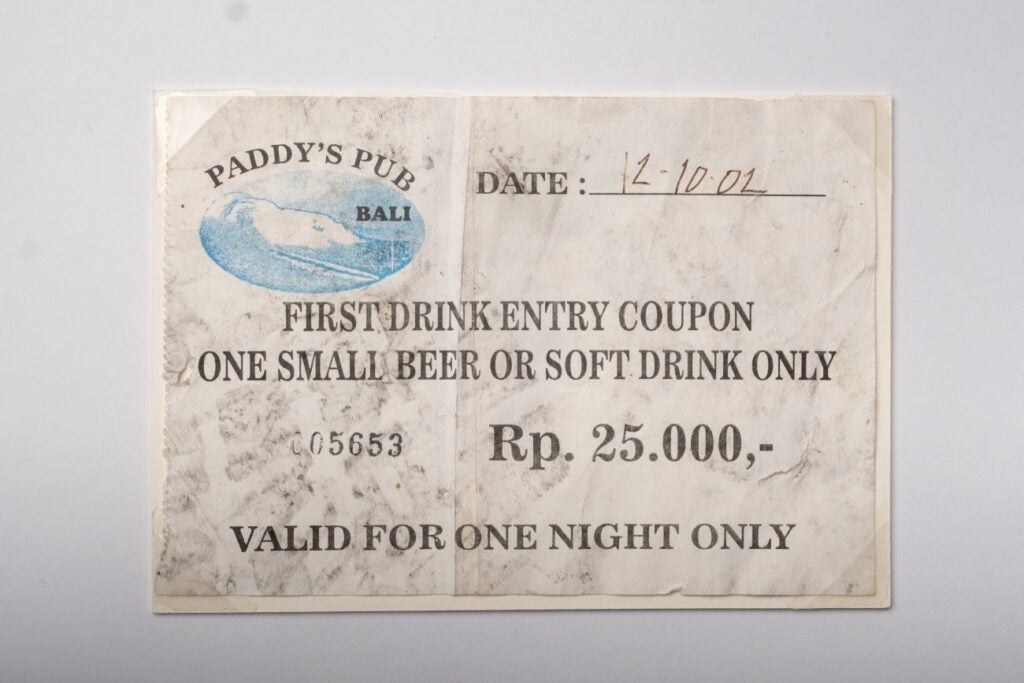 PADDY'S PUB
BALI
DATE : 12-10-02
FIRST DRINK ENTRY COUPON
ONE SMALL BEER OR SOFT DRINK ONLY
005653
Rp. 25.000,-
VALID FOR ONE NIGHT ONLY